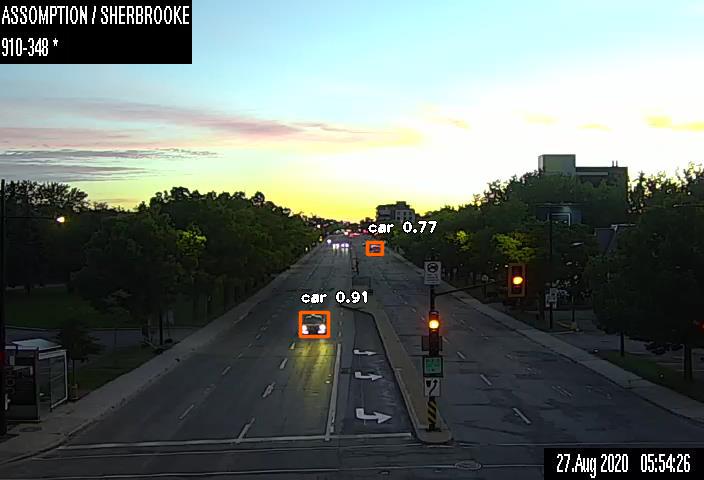 ASSOMPTION / SHERBROOKE
910-348 *
car 0.77
car 0.91
27.Aug 2020 05:54:26